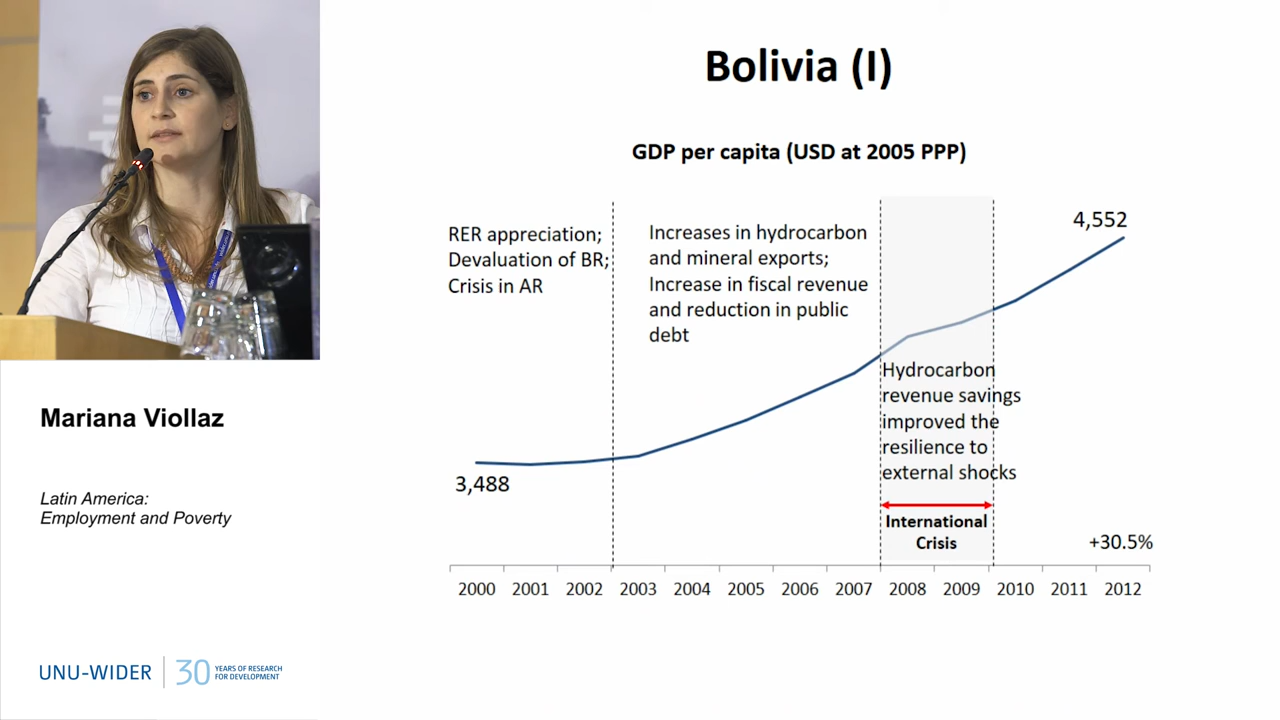 Bolivia (I)
GDP per capita (USD at 2005 PPP)
RER appreciation;
Devaluation of BR;
Crisis in AR
Increases in hydrocarbon
and mineral exports;
Increase in fiscal revenue
and reduction in public
debt
4,552
Hydrocarbon
revenue savings
improved the
resilience to
external shocks
3,488
International
Crisis
+30.5%
2000 2001 2002 2003 2004 2005 2006 2007 2008 2009 2010 2011 2012
Mariana Viollaz
Latin America:
Employment and Poverty
UNU-WIDER
30 YEARS OF RESEARCH
FOR DEVELOPMENT